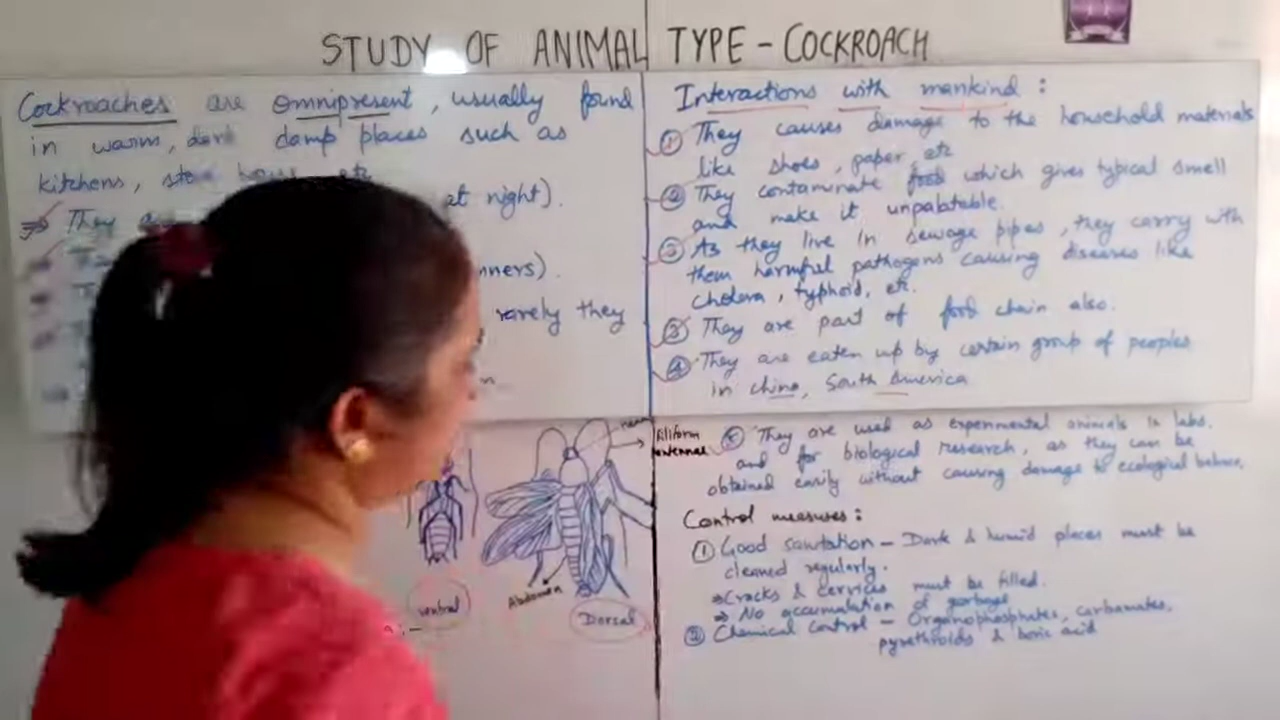 STUDY OF ANIMAL TYPE - COCKROACH
Cockroaches are omnipresent, usually found
in warm, dark damp places such as
kitchens, store house, etc
⇒ They at night).
nners).
rarely they
Interactions with mankind :
① They causes damage to the household materials
like shoes, paper, etc
② They contaminate food which gives typical smell
and make it unpalatable.
③ As they live in sewage pipes, they carry with
them harmful pathogens causing diseases like
cholera, typhoid, etc.
③ They are part of food chain also.
④ They are eaten up by certain group of peoples
in china, South America
⑤ They are used as experimental animals in labs.
and for biological research, as they can be
obtained easily without causing damage to ecological balance.
Control measures :
① Good sanitation - Dark & humid places must be
cleaned regularly.
⇒ Cracks & cervices must be filled.
⇒ No accumulation of garbage
② Chemical control - Organophosphates, carbamates,
pyrethroids & boric acid
Filiform
antennae
Abdomen
ventral
Dorsal